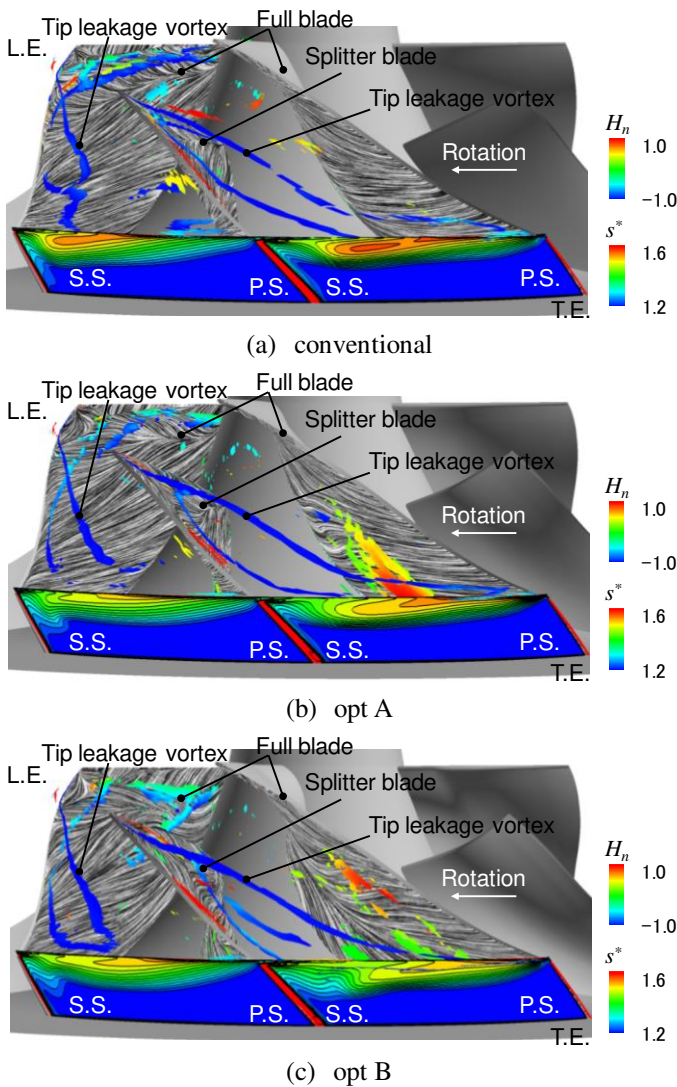 Full blade
Tip leakage vortex
L.E.
Splitter blade
Tip leakage vortex
Rotation
Hn
1.0
−1.0
s*
1.6
1.2
S.S.
P.S.
S.S.
P.S.
T.E.
(a) conventional
Full blade
Tip leakage vortex
L.E.
Splitter blade
Tip leakage vortex
Rotation
Hn
1.0
−1.0
s*
1.6
1.2
S.S.
P.S.
S.S.
P.S.
T.E.
(b) opt A
Full blade
Tip leakage vortex
L.E.
Splitter blade
Tip leakage vortex
Rotation
Hn
1.0
−1.0
s*
1.6
1.2
S.S.
P.S.
S.S.
P.S.
T.E.
(c) opt B